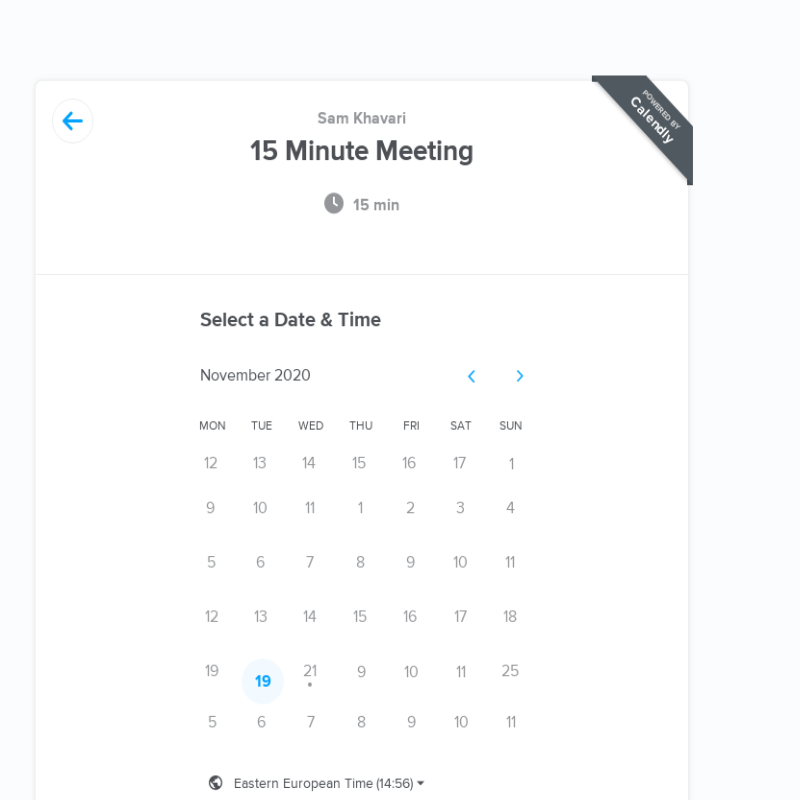 POWERED BY
Calendly
Sam Khavari
15 Minute Meeting
15 min
Select a Date & Time
November 2020
MON TUE WED THU FRI SAT SUN
12 13 14 15 16 17 1
9 10 11 1 2 3 4
5 6 7 8 9 10 11
12 13 14 15 16 17 18
19 19 21 9 10 11 25
5 6 7 8 9 10 11
Eastern European Time (14:56)